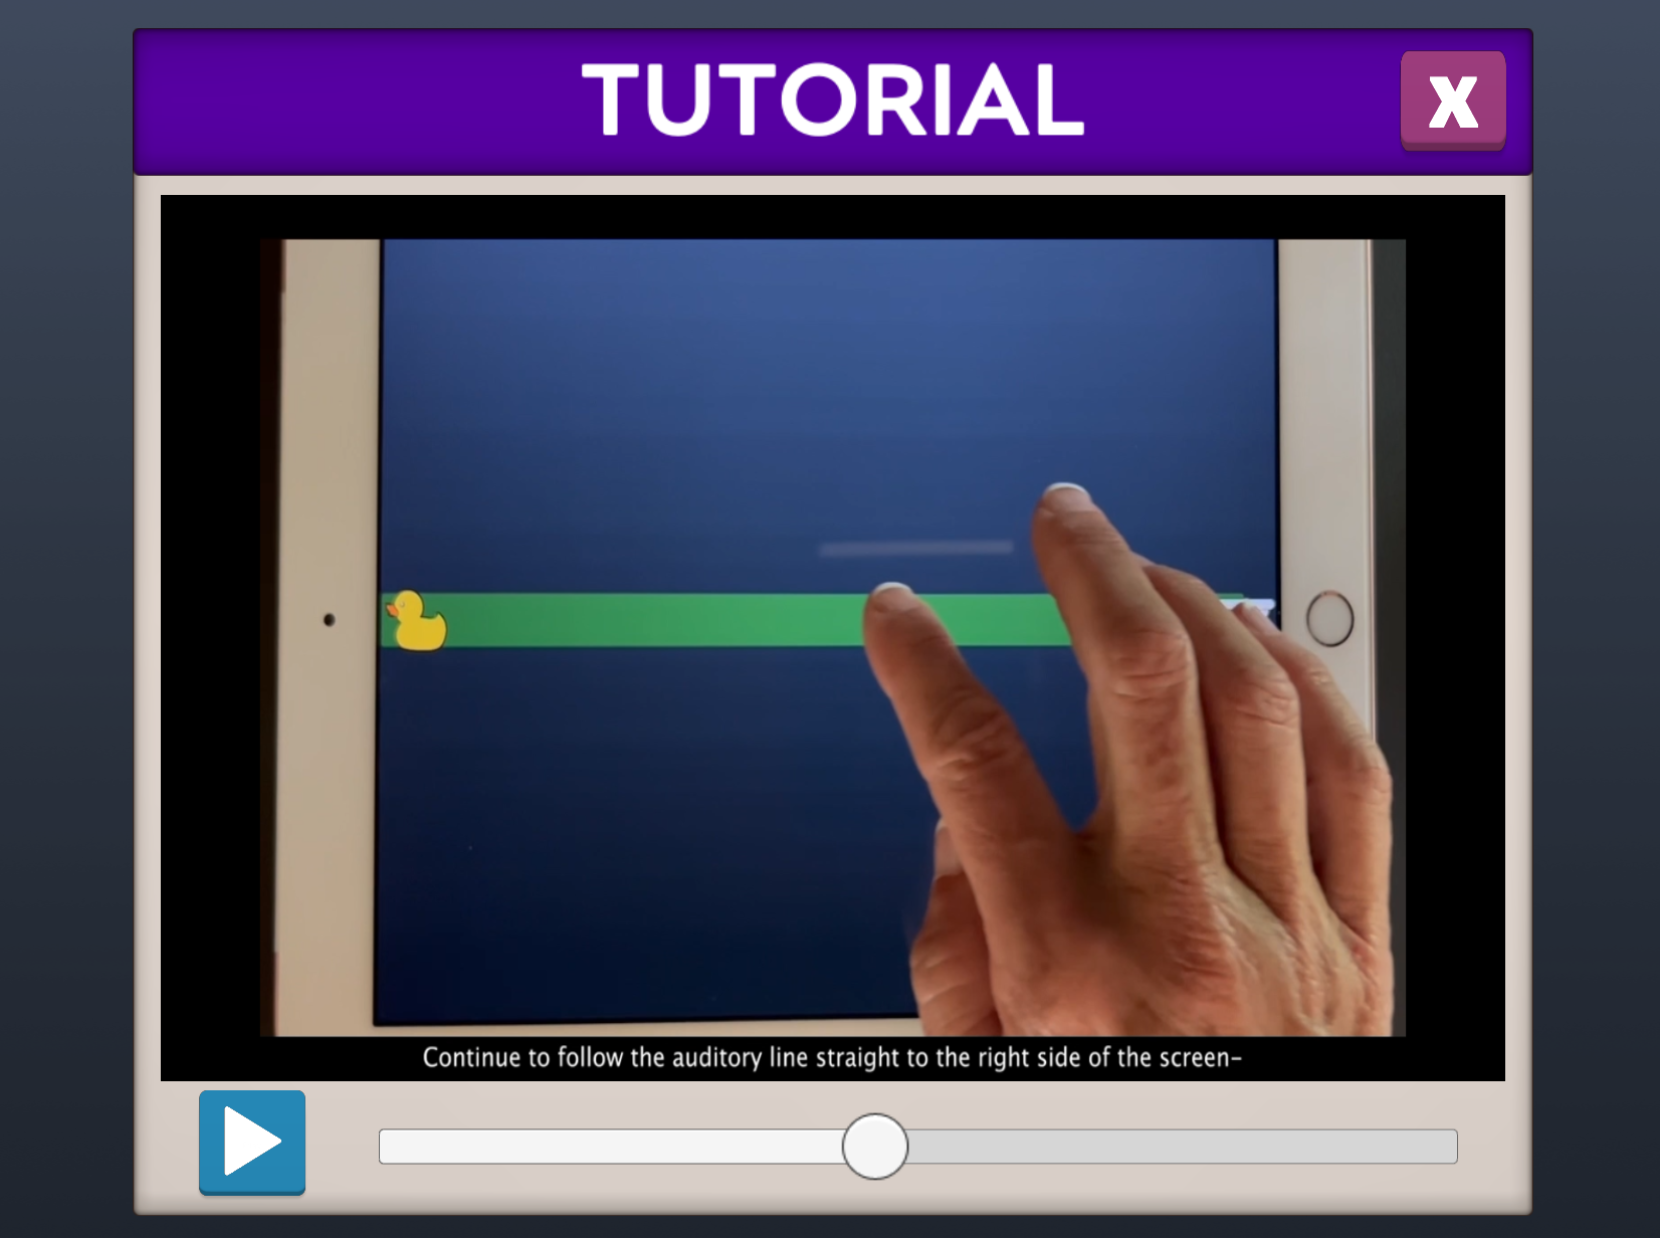 TUTORIAL
X
Continue to follow the auditory line straight to the right side of the screen–